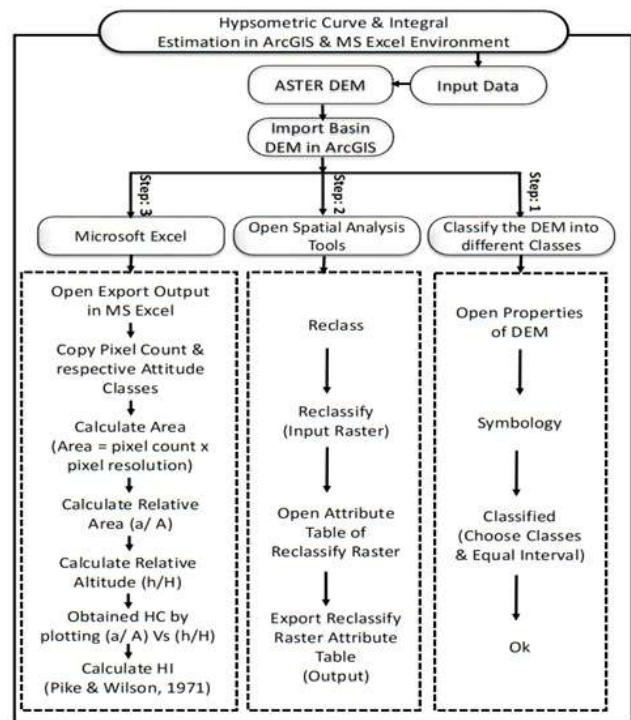 Hypsometric Curve & Integral
Estimation in ArcGIS & MS Excel Environment
ASTER DEM
Input Data
Import Basin
DEM in ArcGIS
Step: 3
Step: 2
Step: 1
Microsoft Excel
Open Spatial Analysis
Tools
Classify the DEM into
different Classes
Open Export Output
in MS Excel
Copy Pixel Count &
respective Attitude
Classes
Calculate Area
(Area = pixel count x
pixel resolution)
Calculate Relative
Area (a/ A)
Calculate Relative
Altitude (h/H)
Obtained HC by
plotting (a/ A) Vs (h/H)
Calculate HI
(Pike & Wilson, 1971)
Reclass
Reclassify
(Input Raster)
Open Attribute
Table of
Reclassify Raster
Export Reclassify
Raster Attribute
Table
(Output)
Open Properties
of DEM
Symbology
Classified
(Choose Classes
& Equal Interval)
Ok